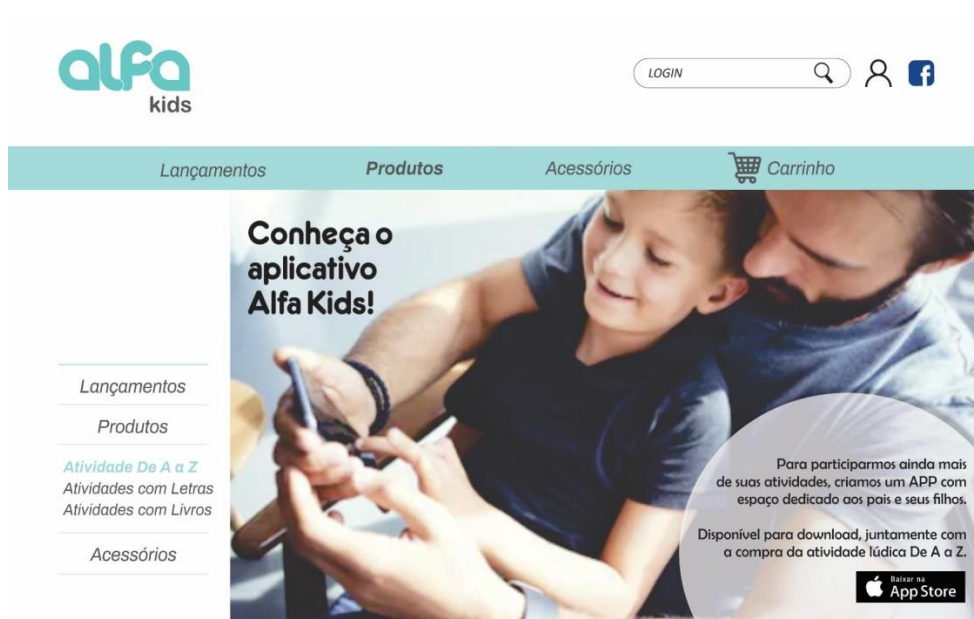 alfa
kids
LOGIN
Lançamentos
Produtos
Acessórios
Carrinho
Conheça o
aplicativo
Alfa Kids!
Lançamentos
Produtos
Atividade De A a Z
Atividades com Letras
Atividades com Livros
Acessórios
Para participarmos ainda mais
de suas atividades, criamos um APP com
espaço dedicado aos pais e seus filhos.
Disponível para download, juntamente com
a compra da atividade lúdica De A a Z.
Baixar na
App Store